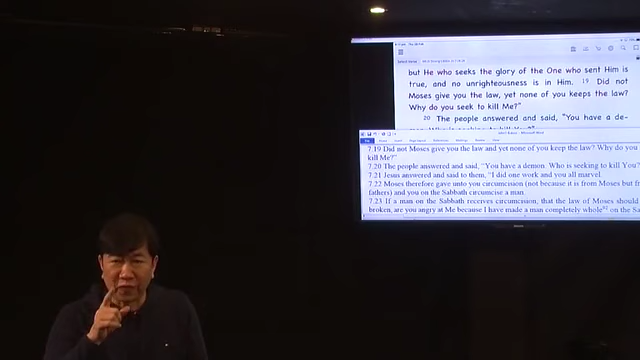 but He who seeks the glory of the One who sent Him is
true, and no unrighteousness is in Him. 19 Did not
Moses give you the law, yet none of you keeps the law?
Why do you seek to kill Me?"
20 The people answered and said, "You have a de-
7.19 Did not Moses give you the law and yet none of you keep the law? Why do you
kill Me?"
7.20 The people answered and said, "You have a demon. Who is seeking to kill You?
7.21 Jesus answered and said to them, "I did one work and you all marvel.
7.22 Moses therefore gave unto you circumcision (not because it is from Moses but fr
fathers) and you on the Sabbath circumcise a man.
7.23 If a man on the Sabbath receives circumcision, that the law of Moses should
broken, are you angry at Me because I have made a man completely whole on the Sa